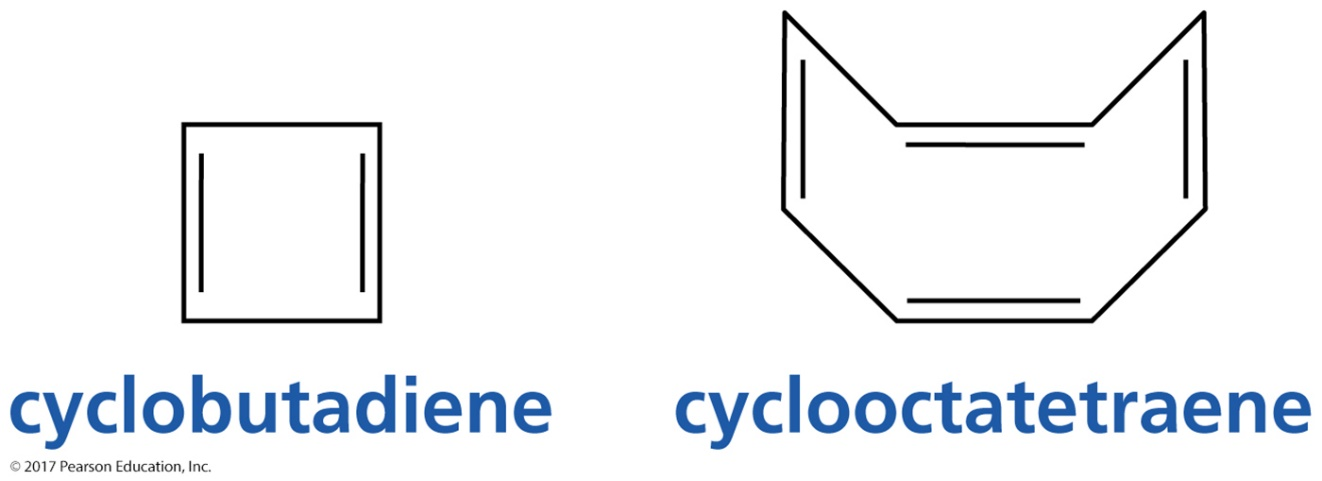 cyclobutadiene cyclooctatetraene
© 2017 Pearson Education, Inc.